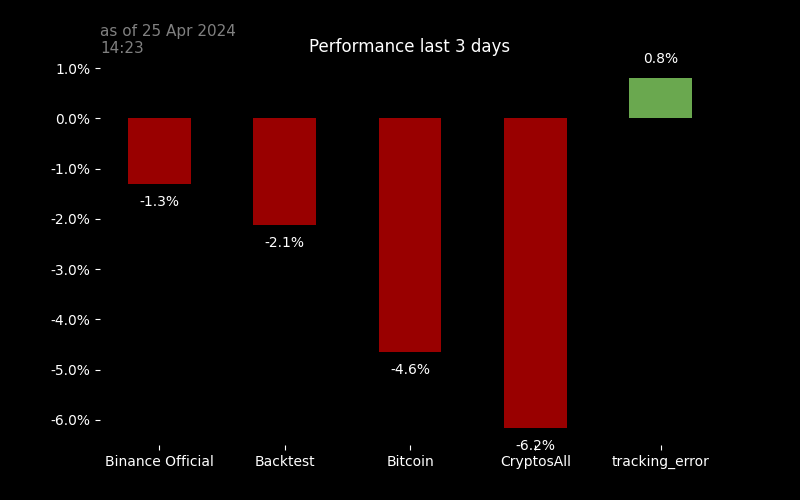 as of 25 Apr 2024
14:23
Performance last 3 days
1.0%
0.0%
-1.0%
-2.0%
-3.0%
-4.0%
-5.0%
-6.0%
-1.3%
-2.1%
-4.6%
-6.2%
0.8%
Binance Official
Backtest
Bitcoin
CryptosAll
tracking_error